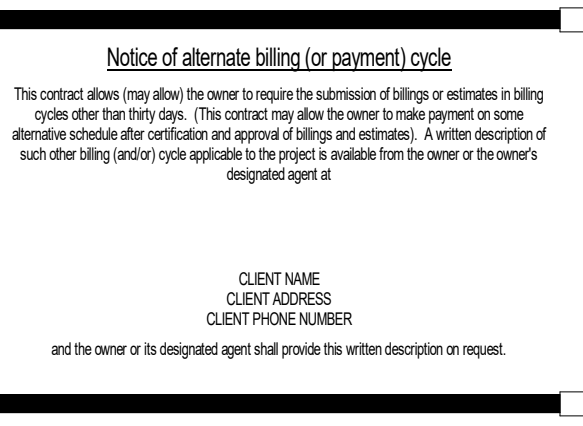 Notice of alternate billing (or payment) cycle
This contract allows (may allow) the owner to require the submission of billings or estimates in billing
cycles other than thirty days. (This contract may allow the owner to make payment on some
alternative schedule after certification and approval of billings and estimates). A written description of
such other billing (and/or) cycle applicable to the project is available from the owner or the owner's
designated agent at
CLIENT NAME
CLIENT ADDRESS
CLIENT PHONE NUMBER
and the owner or its designated agent shall provide this written description on request.